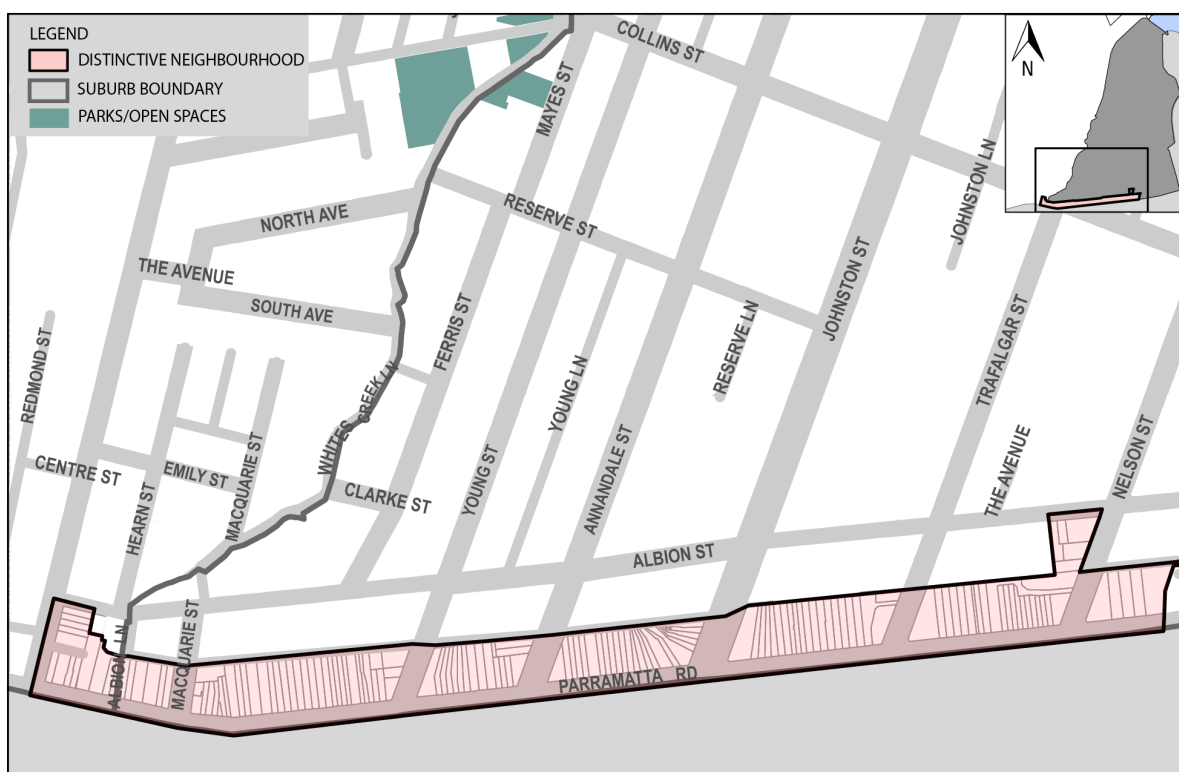 LEGEND
DISTINCTIVE NEIGHBOURHOOD
SUBURB BOUNDARY
PARKS/OPEN SPACES
N
COLLINS ST
MAYES ST
JOHNSTON LN
RESERVE ST
NORTH AVE
THE AVENUE
SOUTH AVE
JOHNSTON ST
FERRIS ST
REDMOND ST
RESERVE LN
TRAFALGAR ST
YOUNG LN
WHITES CREEK LN
NELSON ST
ANNANDALE ST
YOUNG ST
MACQUARIE ST
THE AVENUE
CENTRE ST
EMILY ST
CLARKE ST
HEARN ST
ALBION ST
ALBION LN
MACQUARIE ST
PARRAMATTA RD